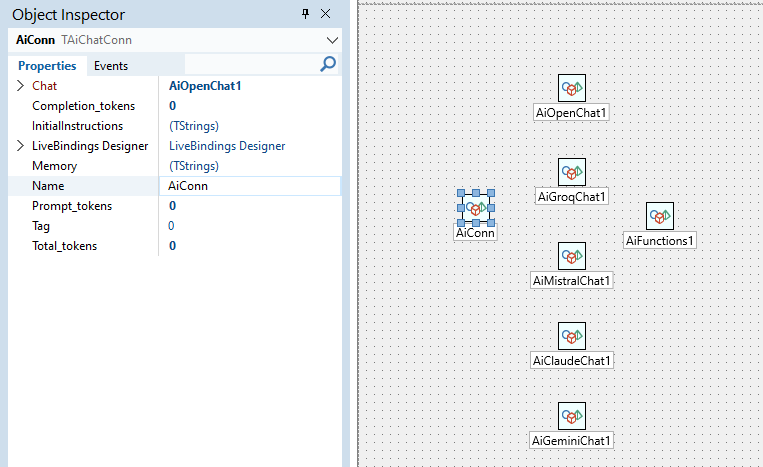 Object Inspector
AiConn TAiChatConn
Properties Events
Chat AiOpenChat1
Completion_tokens 0
InitialInstructions (TStrings)
LiveBindings Designer LiveBindings Designer
Memory (TStrings)
Name AiConn
Prompt_tokens 0
Tag 0
Total_tokens 0
AiOpenChat1
AiGroqChat1
AiConn
AiFunctions1
AiMistralChat1
AiClaudeChat1
AiGeminiChat1